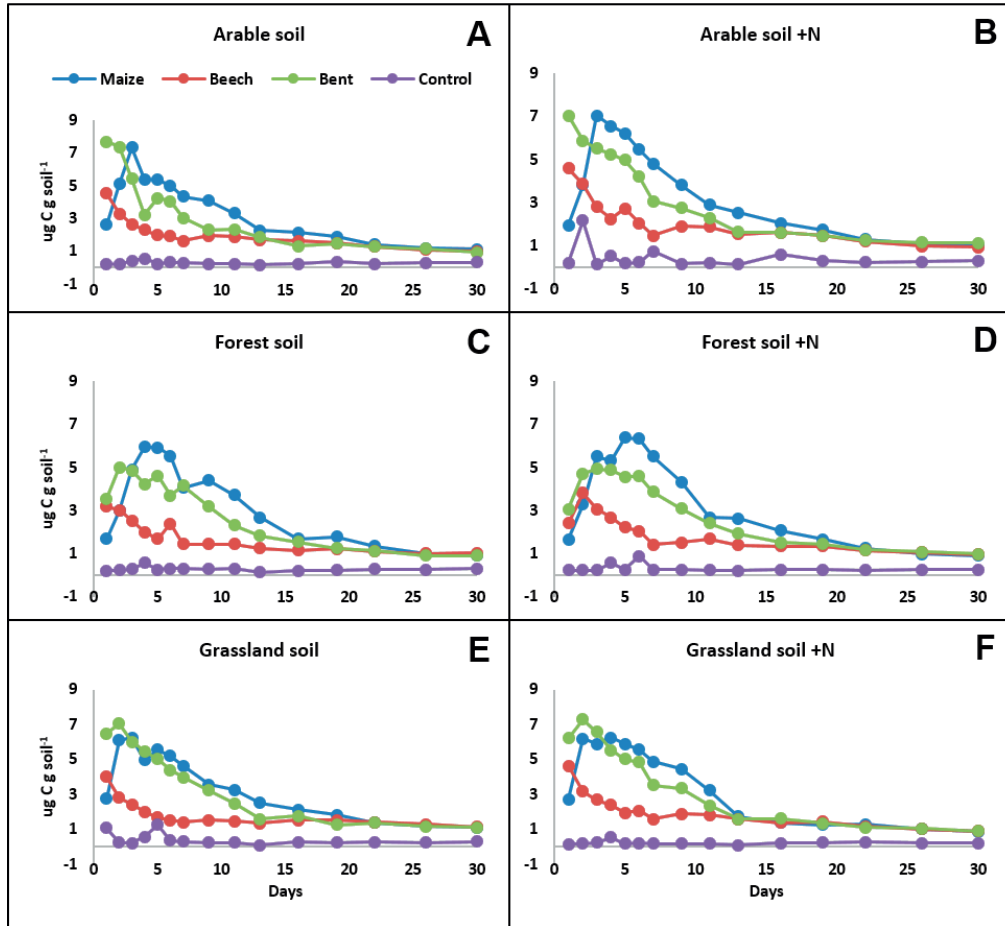 Arable soil A
Maize Beech Bent Control
ug C g soil⁻¹
9
7
5
3
1
-1
0 5 10 15 20 25 30
Arable soil +N B
9
7
5
3
1
-1
0 5 10 15 20 25 30
Forest soil C
ug C g soil⁻¹
9
7
5
3
1
-1
0 5 10 15 20 25 30
Forest soil +N D
9
7
5
3
1
-1
0 5 10 15 20 25 30
Grassland soil E
ug C g soil⁻¹
9
7
5
3
1
-1
0 5 10 15 20 25 30
Days
Grassland soil +N F
9
7
5
3
1
-1
0 5 10 15 20 25 30
Days